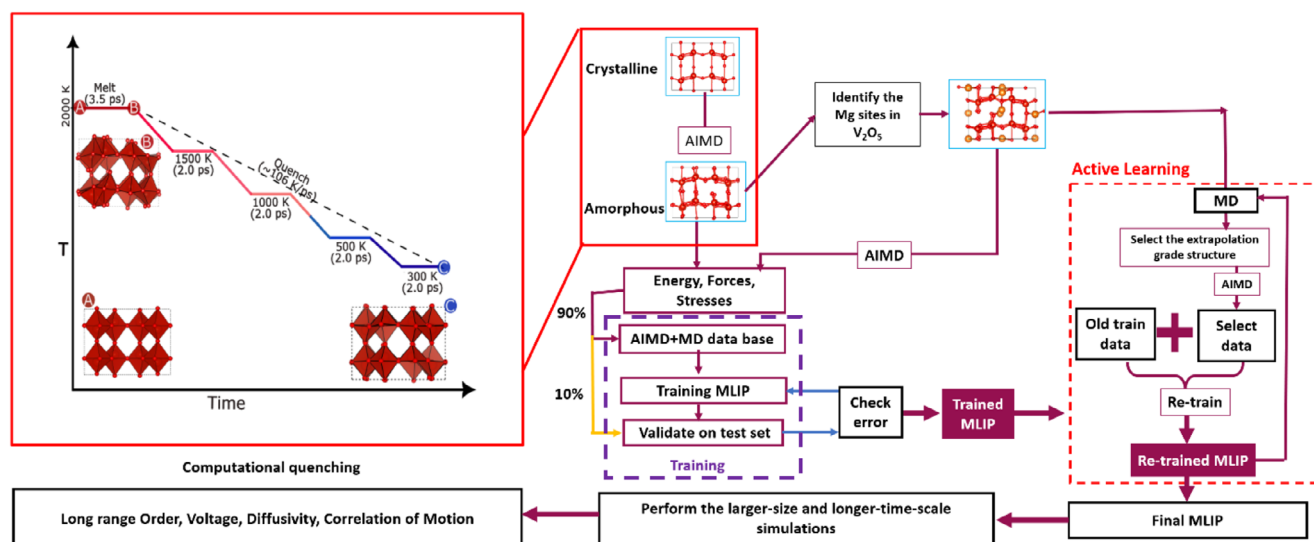 Melt
(3.5 ps)
A
B
2000 K
B
1500 K
(2.0 ps)
Quench
(~106 K/ps)
1000 K
(2.0 ps)
500 K
(2.0 ps)
300 K
(2.0 ps)
C
T
A
C
Time
Computational quenching
Crystalline
AIMD
Amorphous
Identify the
Mg sites in
V₂O₅
AIMD
Energy, Forces,
Stresses
90%
10%
AIMD+MD data base
Training MLIP
Validate on test set
Training
Check
error
Trained
MLIP
Active Learning
MD
Select the extrapolation
grade structure
AIMD
Old train
data
Select
data
Re-train
Re-trained MLIP
Final MLIP
Perform the larger-size and longer-time-scale
simulations
Long range Order, Voltage, Diffusivity, Correlation of Motion